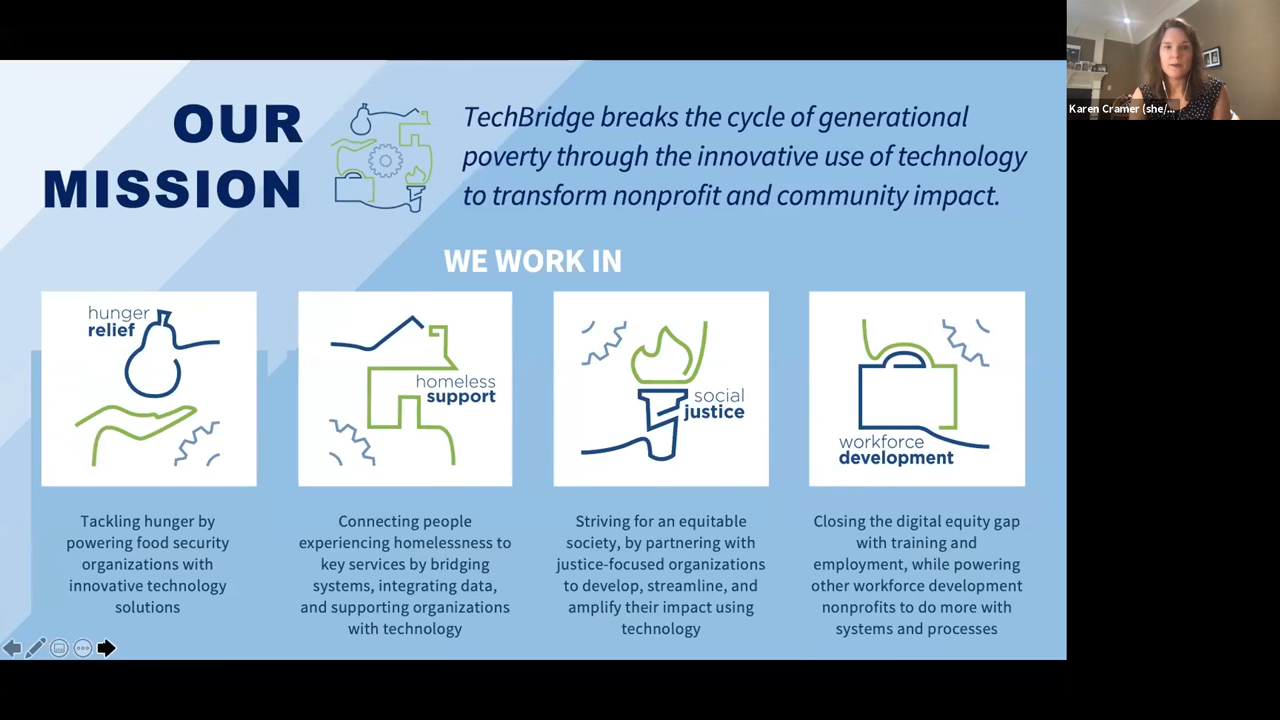 OUR
MISSION
TechBridge breaks the cycle of generational
poverty through the innovative use of technology
to transform nonprofit and community impact.
WE WORK IN
hunger
relief
homeless
support
social
justice
workforce
development
Tackling hunger by
powering food security
organizations with
innovative technology
solutions
Connecting people
experiencing homelessness to
key services by bridging
systems, integrating data,
and supporting organizations
with technology
Striving for an equitable
society, by partnering with
justice-focused organizations
to develop, streamline, and
amplify their impact using
technology
Closing the digital equity gap
with training and
employment, while powering
other workforce development
nonprofits to do more with
systems and processes
Karen Cramer (she/...